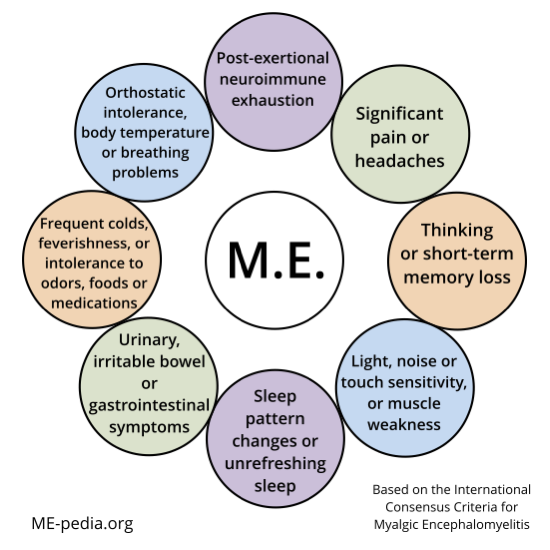 Post-exertional
neuroimmune
exhaustion
Significant
pain or
headaches
Thinking
or short-term
memory loss
Light, noise or
touch sensitivity,
or muscle
weakness
Sleep
pattern
changes or
unrefreshing
sleep
Urinary,
irritable bowel
or
gastrointestinal
symptoms
Frequent colds,
feverishness, or
intolerance to
odors, foods or
medications
Orthostatic
intolerance,
body temperature
or breathing
problems
M.E.
ME-pedia.org
Based on the International
Consensus Criteria for
Myalgic Encephalomyelitis